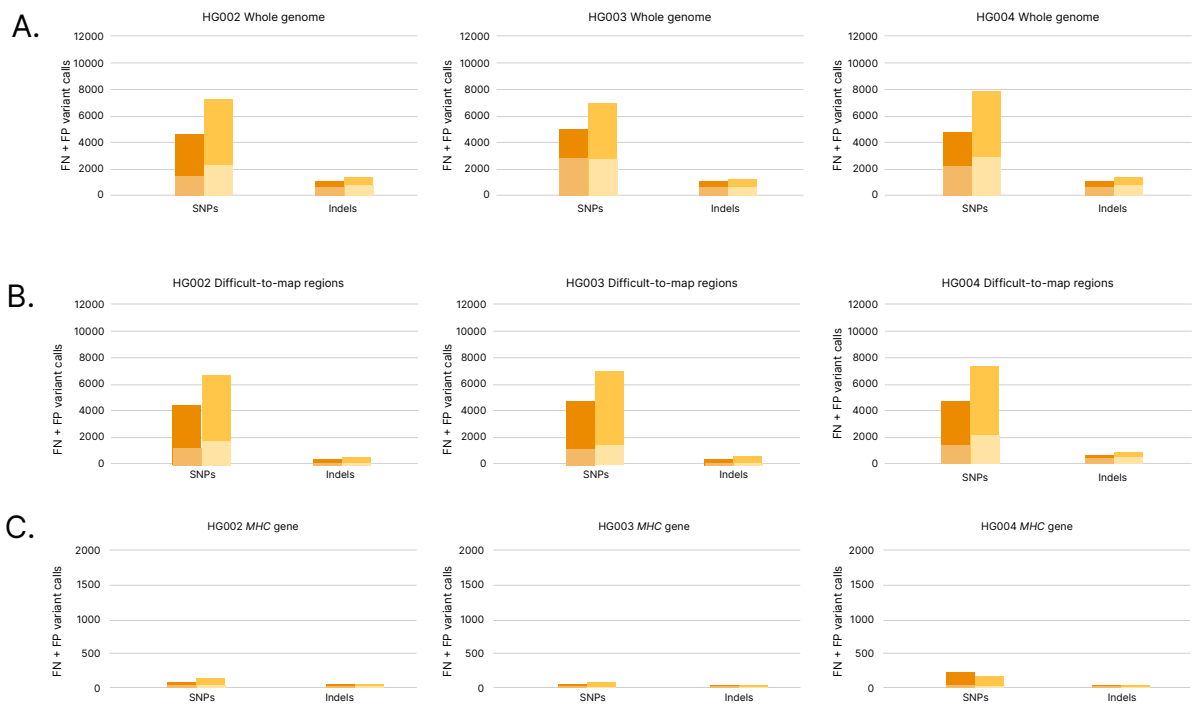 A.
HG002 Whole genome
FN + FP variant calls
12000
10000
8000
6000
4000
2000
0
SNPs
Indels
HG003 Whole genome
FN + FP variant calls
12000
10000
8000
6000
4000
2000
0
SNPs
Indels
HG004 Whole genome
FN + FP variant calls
12000
10000
8000
6000
4000
2000
0
SNPs
Indels
B.
HG002 Difficult-to-map regions
FN + FP variant calls
12000
10000
8000
6000
4000
2000
0
SNPs
Indels
HG003 Difficult-to-map regions
FN + FP variant calls
12000
10000
8000
6000
4000
2000
0
SNPs
Indels
HG004 Difficult-to-map regions
FN + FP variant calls
12000
10000
8000
6000
4000
2000
0
SNPs
Indels
C.
HG002 MHC gene
FN + FP variant calls
2000
1500
1000
500
0
SNPs
Indels
HG003 MHC gene
FN + FP variant calls
2000
1500
1000
500
0
SNPs
Indels
HG004 MHC gene
FN + FP variant calls
2000
1500
1000
500
0
SNPs
Indels